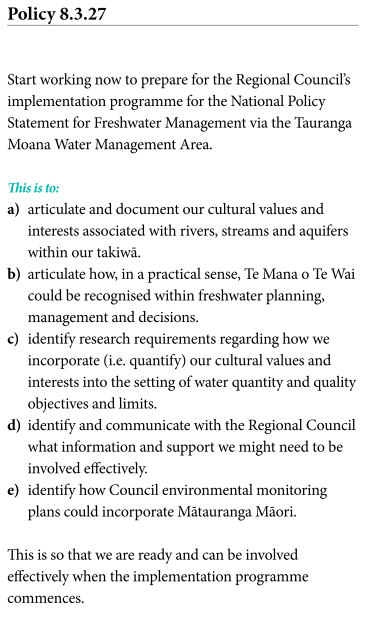 Policy 8.3.27
Start working now to prepare for the Regional Council's
implementation programme for the National Policy
Statement for Freshwater Management via the Tauranga
Moana Water Management Area.
This is to:
a) articulate and document our cultural values and
interests associated with rivers, streams and aquifers
within our takiwā.
b) articulate how, in a practical sense, Te Mana o Te Wai
could be recognised within freshwater planning,
management and decisions.
c) identify research requirements regarding how we
incorporate (i.e. quantify) our cultural values and
interests into the setting of water quantity and quality
objectives and limits.
d) identify and communicate with the Regional Council
what information and support we might need to be
involved effectively.
e) identify how Council environmental monitoring
plans could incorporate Mātauranga Māori.
This is so that we are ready and can be involved
effectively when the implementation programme
commences.